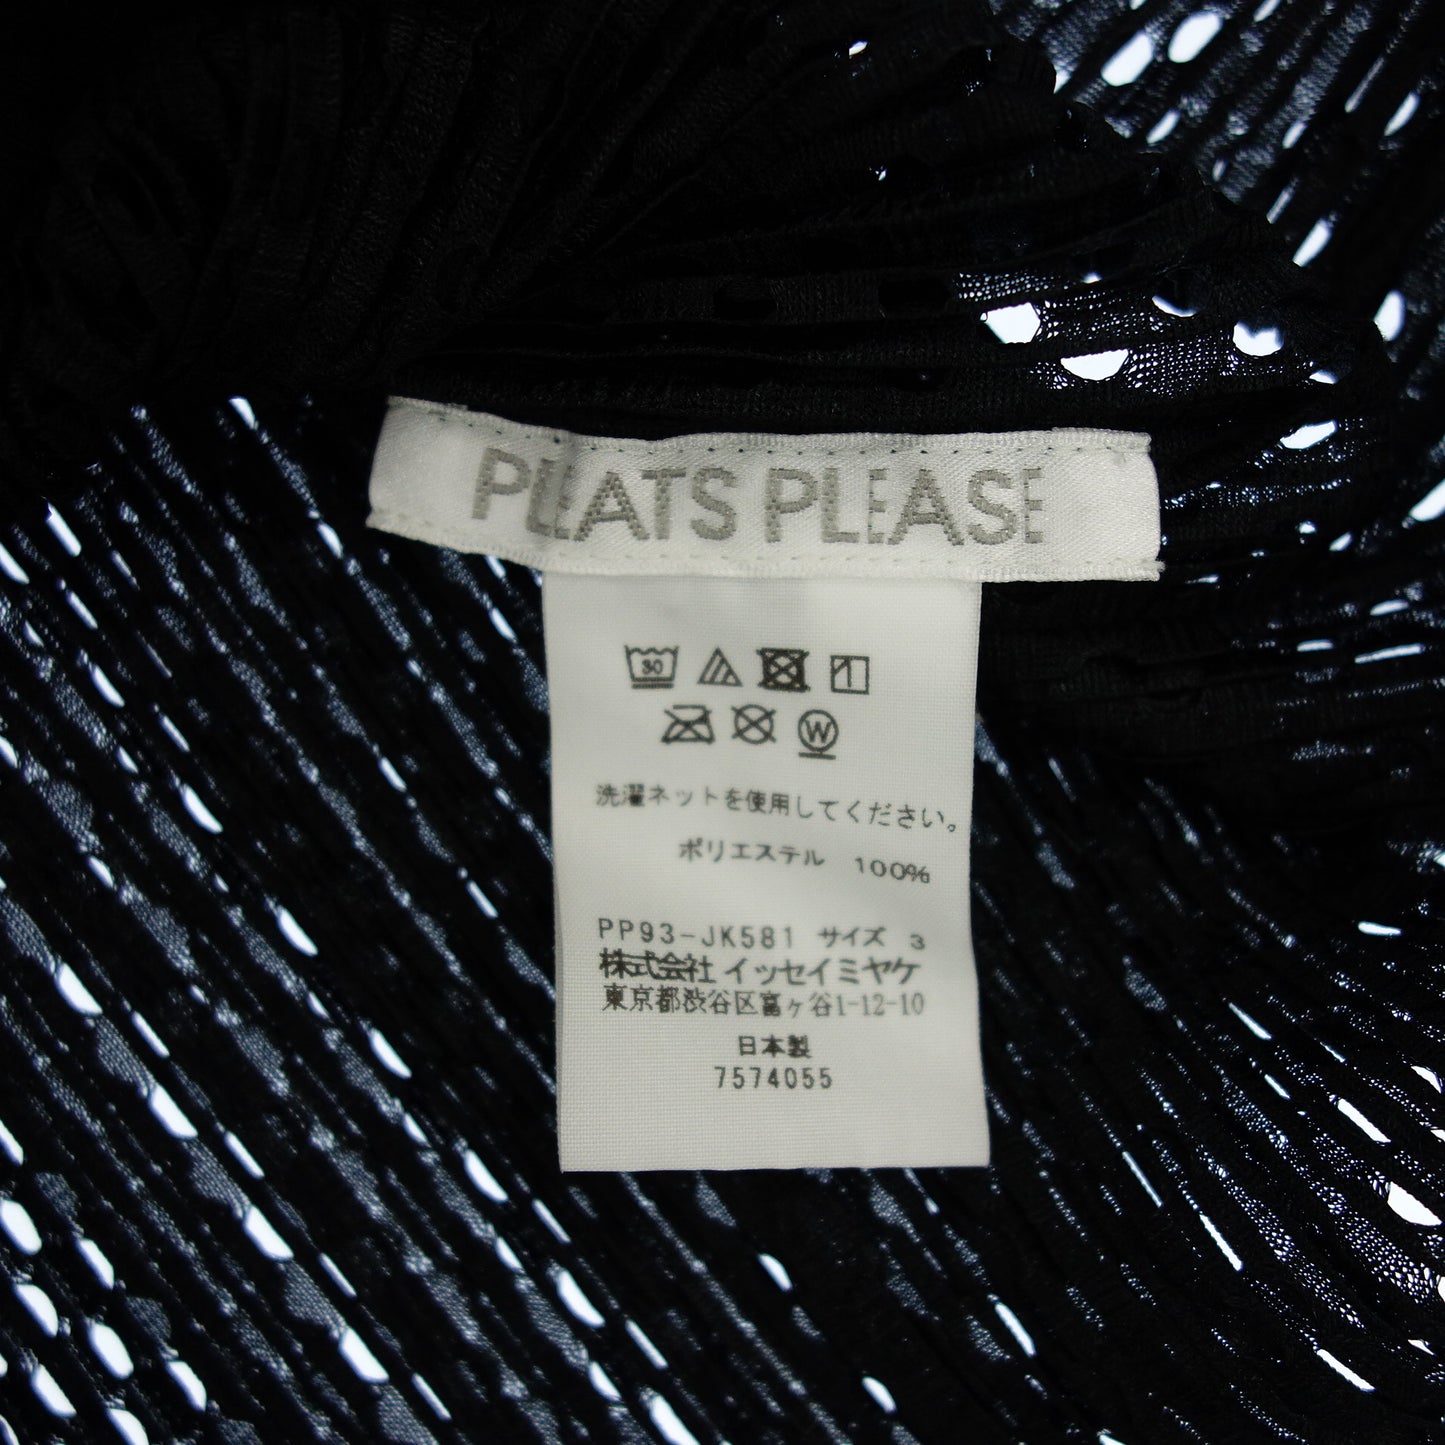 PLEATS PLEASE
30
W
洗濯ネットを使用してください。
ポリエステル 100%
PP93-JK581 サイズ 3
株式会社 イッセイミヤケ
東京都渋谷区富ヶ谷1-12-10
日本製
7574055